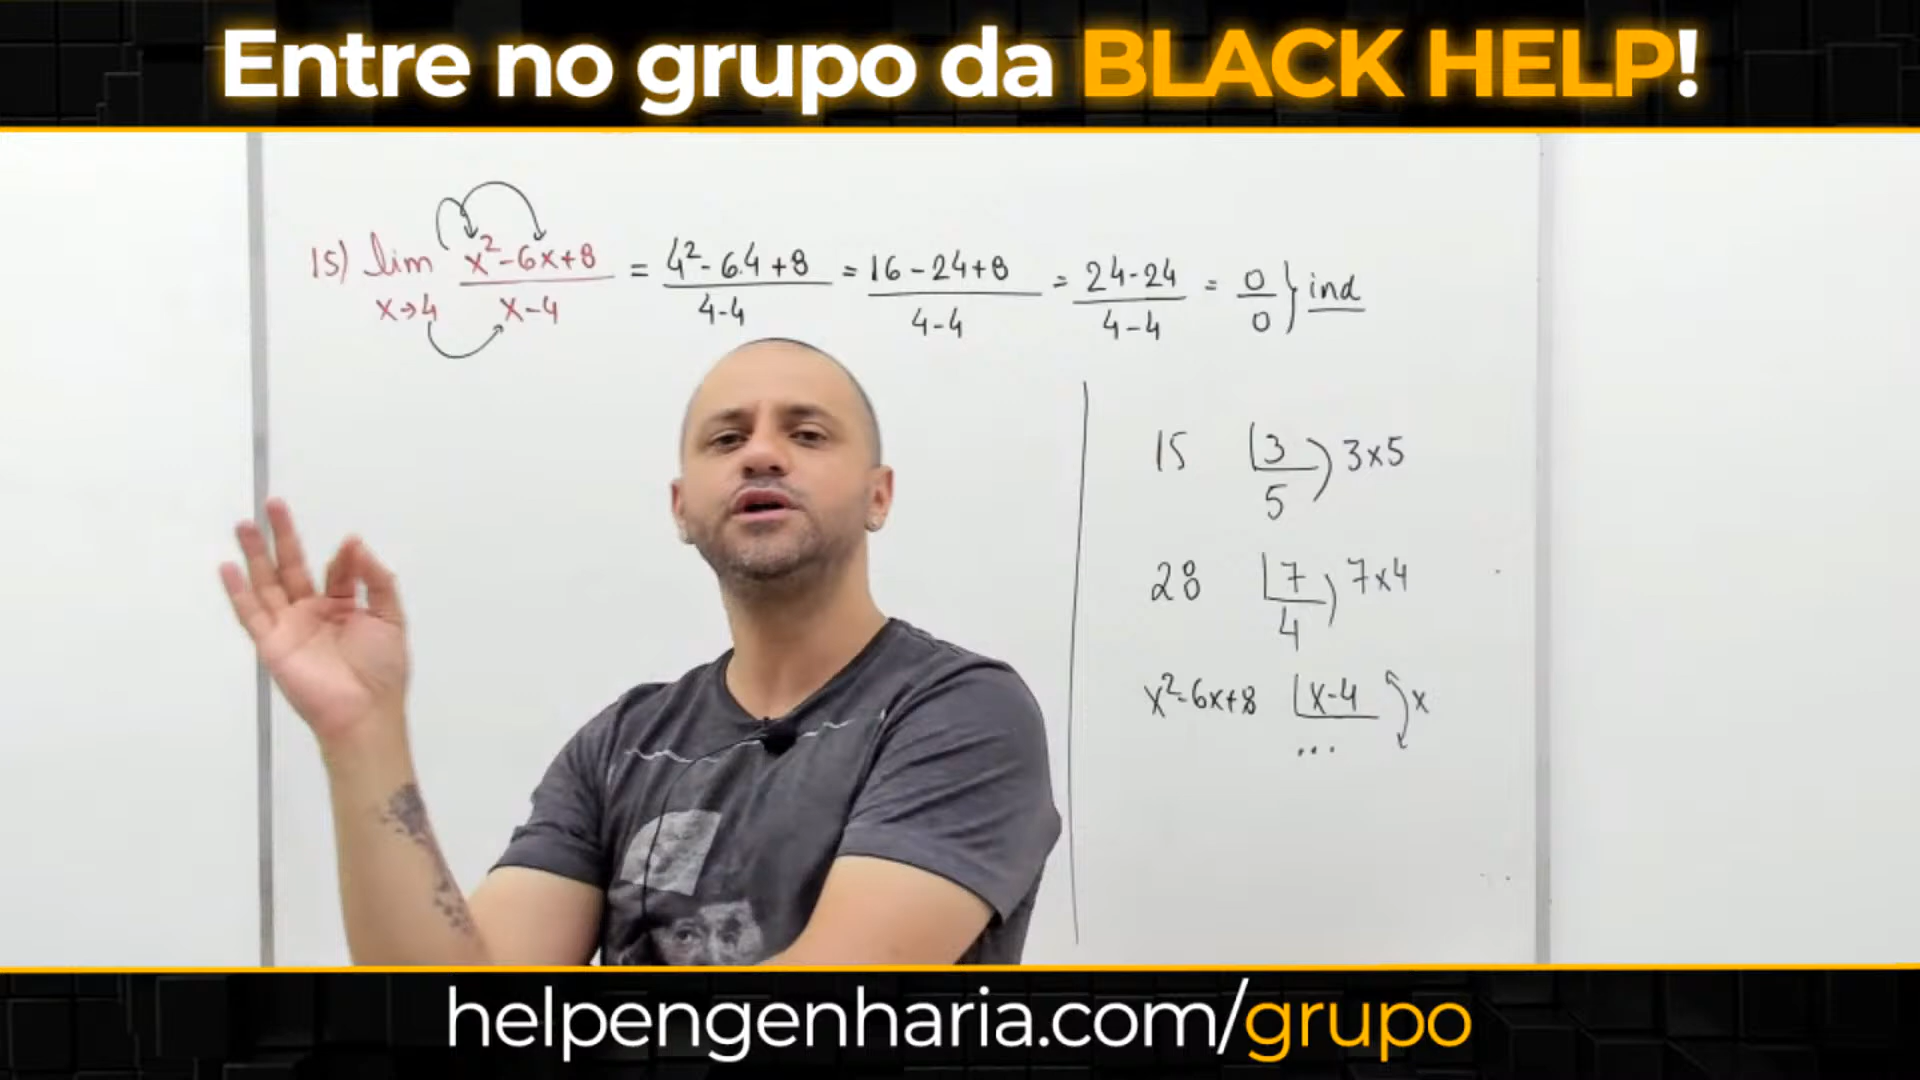 Entre no grupo da BLACK HELP!
15) lim x→4 x²-6x+8 / x-4 = 4²-6.4+8 / 4-4 = 16-24+8 / 4-4 = 24-24 / 4-4 = 0/0 } ind
15 3 5 3x5
28 7 4 7x4
x²-6x+8 x-4 ... x
helpengenharia.com/grupo